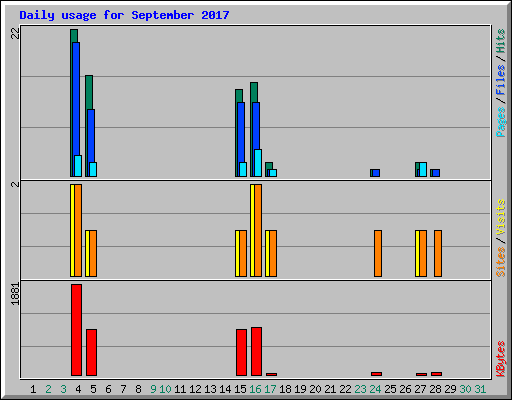 Daily usage for September 2017
22
Pages/Files/Hits
2
Sites/Visits
1881
KBytes
1 2 3 4 5 6 7 8 9 10 11 12 13 14 15 16 17 18 19 20 21 22 23 24 25 26 27 28 29 30 31